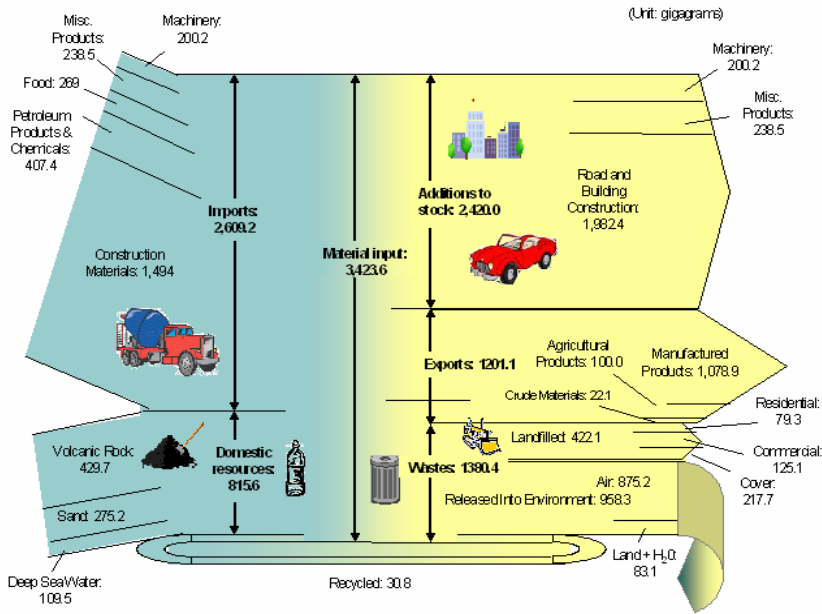 (Unit: gigagrams)
Misc.
Products:
238.5
Machinery:
200.2
Food: 269
Petroleum
Products &
Chemicals:
407.4
Imports:
2,609.2
Construction
Materials: 1,494
Material input:
3,423.6
Additions to
stock: 2,420.0
Machinery:
200.2
Misc.
Products:
238.5
Road and
Building
Construction:
1,982.4
Exports: 1201.1
Agricultural
Products: 100.0
Manufactured
Products: 1,078.9
Crude Materials: 22.1
Volcanic Rock:
429.7
Sand: 275.2
Deep Sea Water:
109.5
Domestic
resources:
815.6
Wastes: 1380.4
Landfilled: 422.1
Residential:
79.3
Commercial:
125.1
Cover:
217.7
Air: 875.2
Released Into Environment: 958.3
Land + H₂0:
83.1
Recycled: 30.8